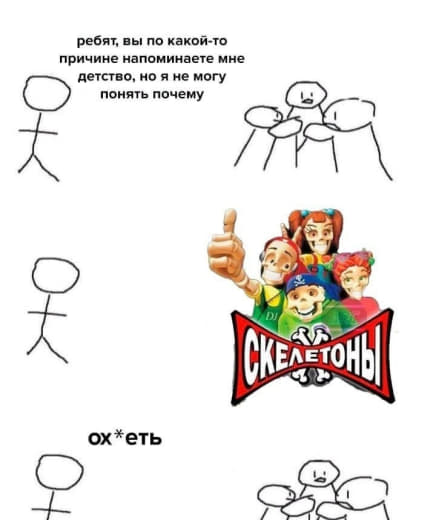 ребят, вы по какой-то
причине напоминаете мне
детство, но я не могу
понять почему
DJ
СКЕЛЕТОНЫ
ох*еть